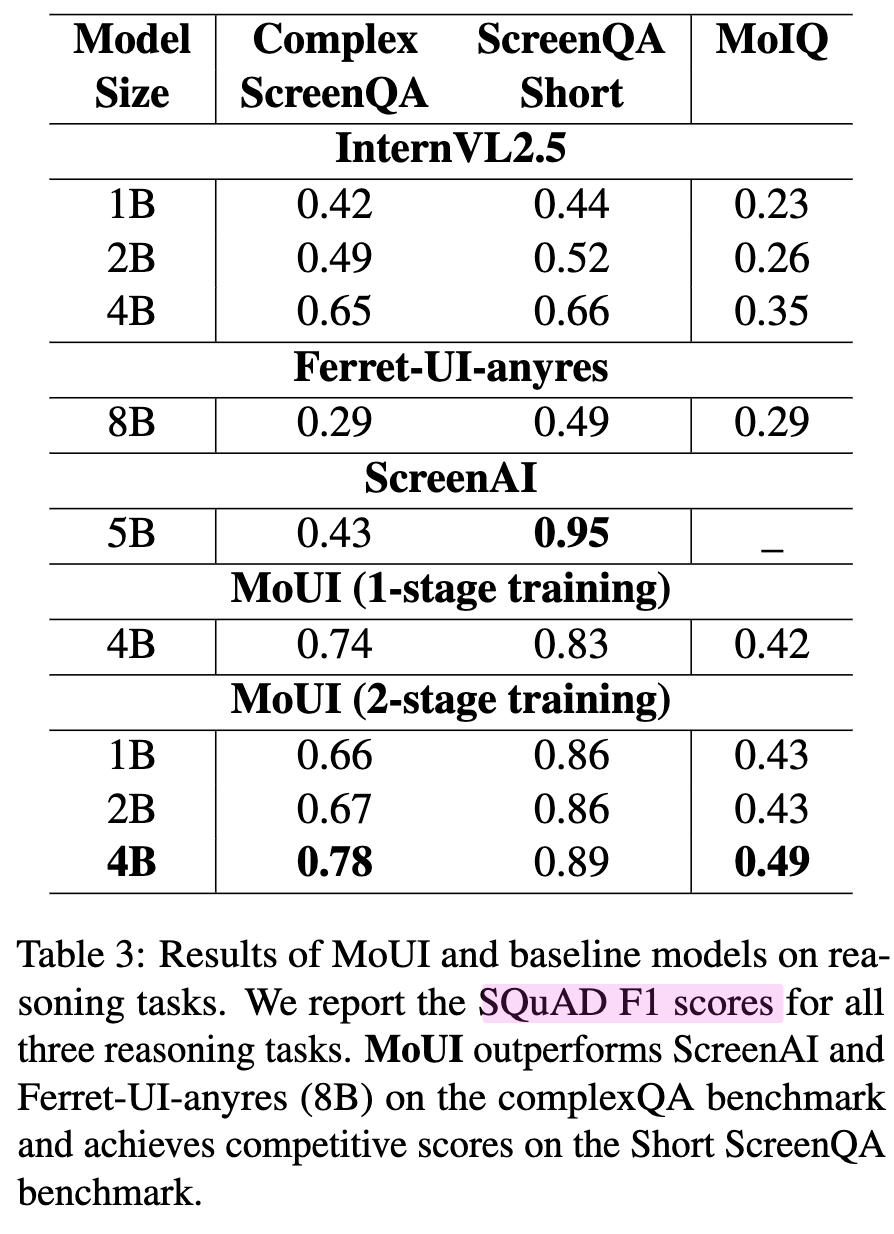 Model Complex ScreenQA MoIQ
Size ScreenQA Short
InternVL2.5
1B 0.42 0.44 0.23
2B 0.49 0.52 0.26
4B 0.65 0.66 0.35
Ferret-UI-anyres
8B 0.29 0.49 0.29
ScreenAI
5B 0.43 0.95 _
MoUI (1-stage training)
4B 0.74 0.83 0.42
MoUI (2-stage training)
1B 0.66 0.86 0.43
2B 0.67 0.86 0.43
4B 0.78 0.89 0.49
Table 3: Results of MoUI and baseline models on rea-
soning tasks. We report the SQuAD F1 scores for all
three reasoning tasks. MoUI outperforms ScreenAI and
Ferret-UI-anyres (8B) on the complexQA benchmark
and achieves competitive scores on the Short ScreenQA
benchmark.